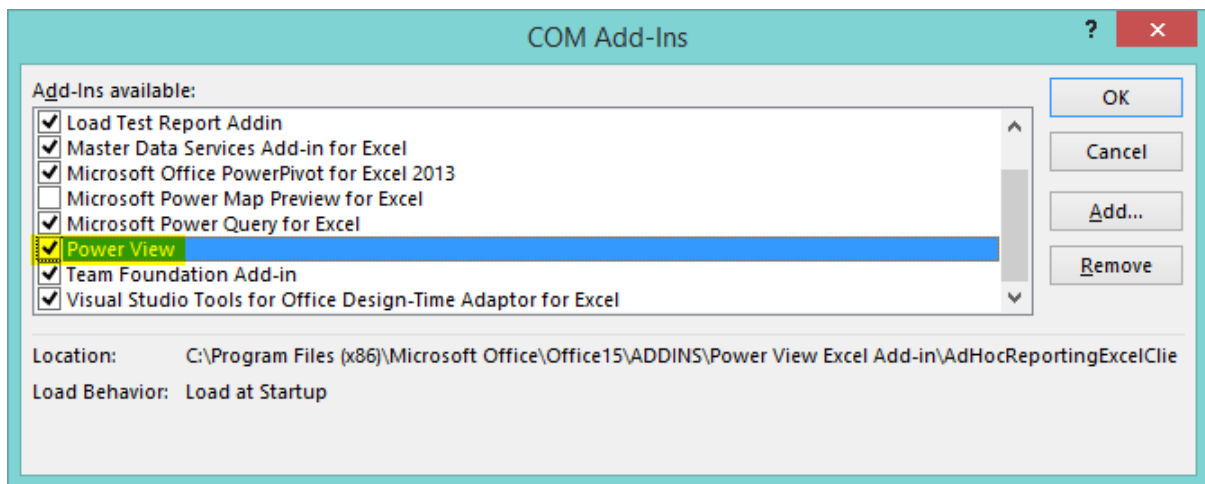 COM Add-Ins
?
Add-Ins available:
OK
Load Test Report Addin
Master Data Services Add-in for Excel
Cancel
Microsoft Office PowerPivot for Excel 2013
Microsoft Power Map Preview for Excel
Add...
Microsoft Power Query for Excel
Power View
Remove
Team Foundation Add-in
Visual Studio Tools for Office Design-Time Adaptor for Excel
Location: C:\Program Files (x86)\Microsoft Office\Office15\ADDINS\Power View Excel Add-in\AdHocReportingExcelClie
Load Behavior: Load at Startup